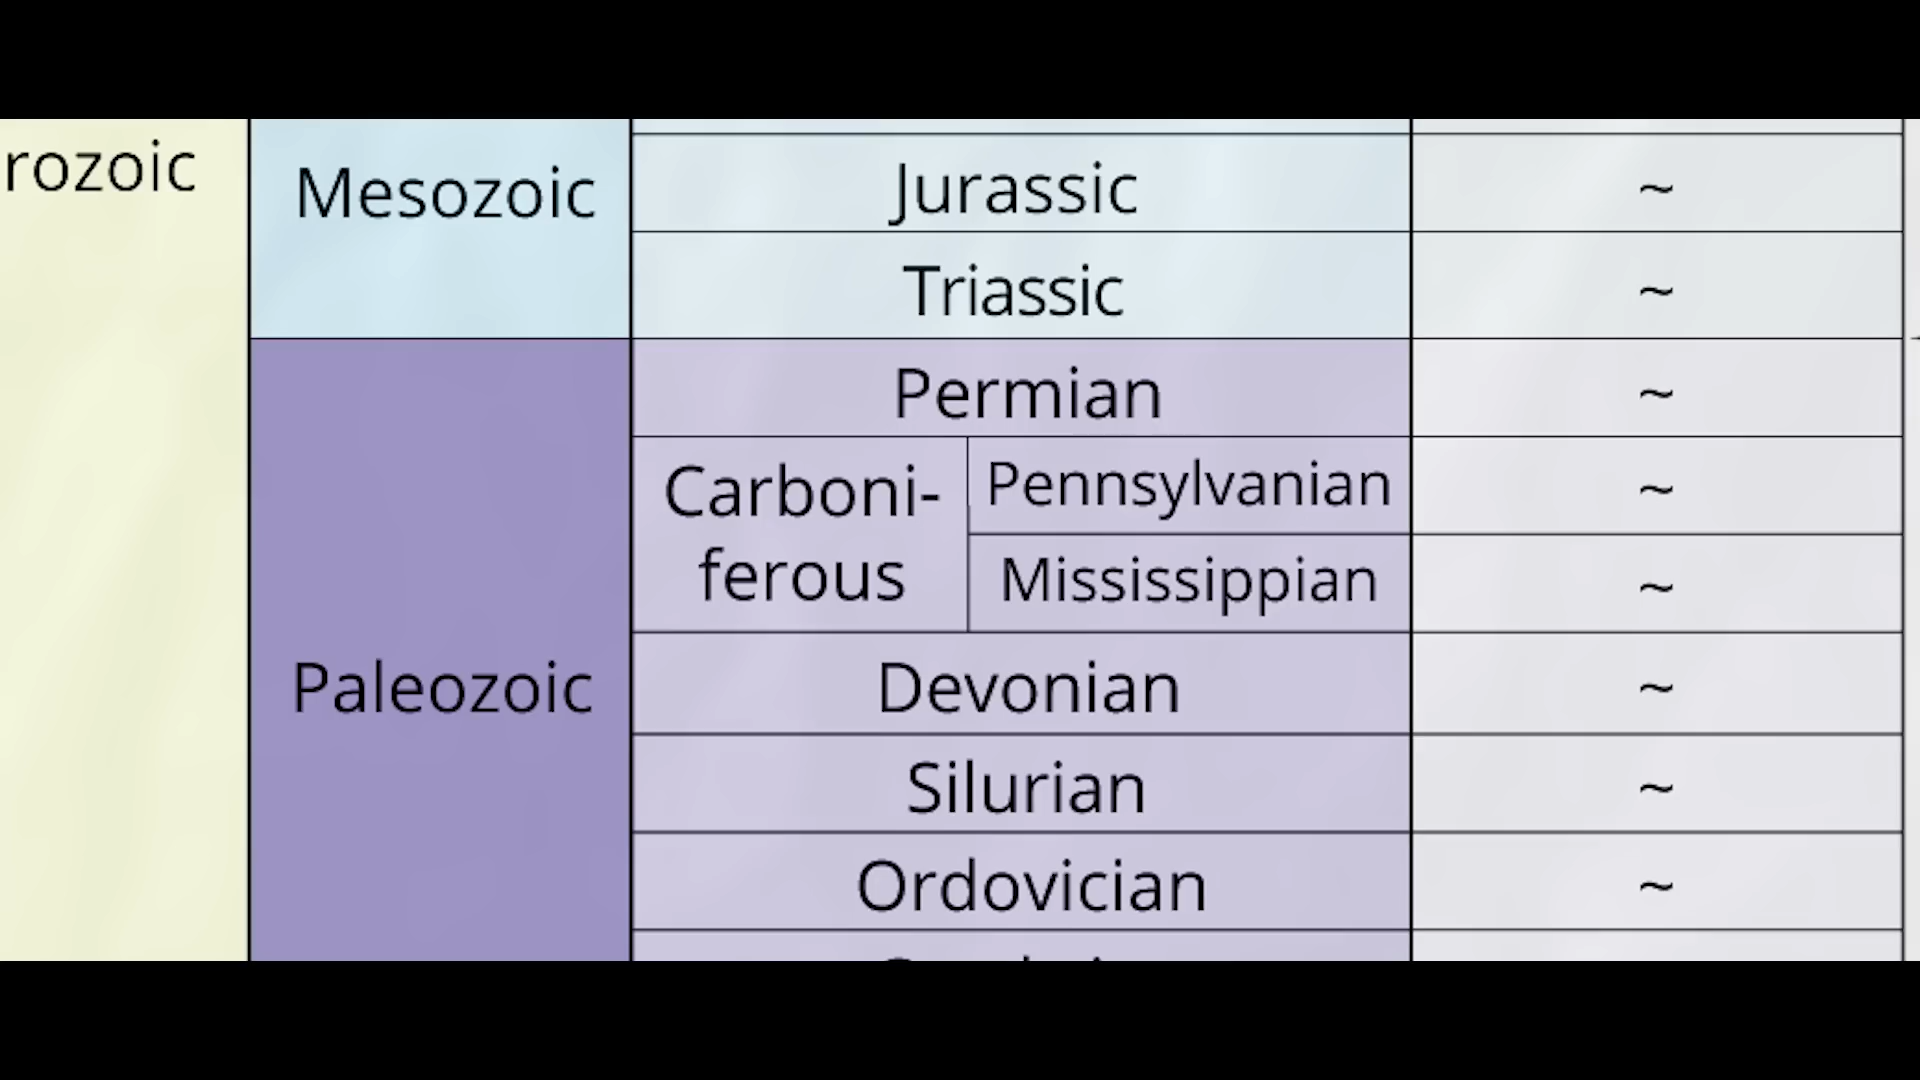 rozoic
Mesozoic
Jurassic
~
Triassic
~
Permian
~
Carboni-
ferous
Pennsylvanian
~
Mississippian
~
Paleozoic
Devonian
~
Silurian
~
Ordovician
~